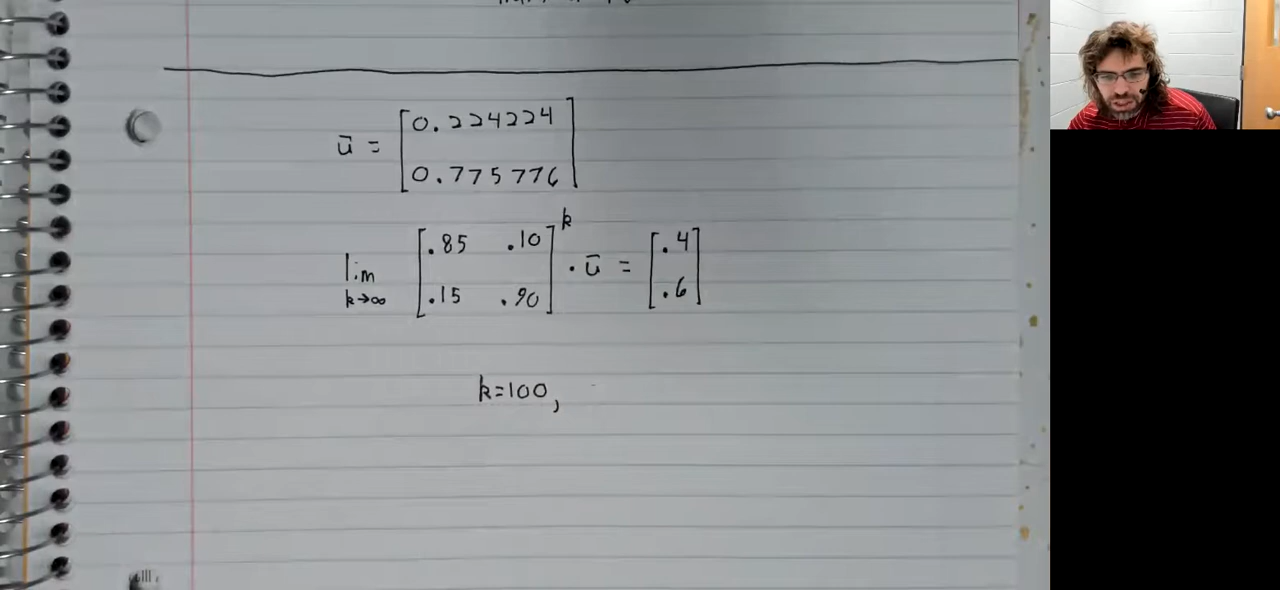 ū = [0.224224
0.775776]
lim k→∞ [.85 .10
.15 .90]^k · ū = [.4
.6]
k=100,